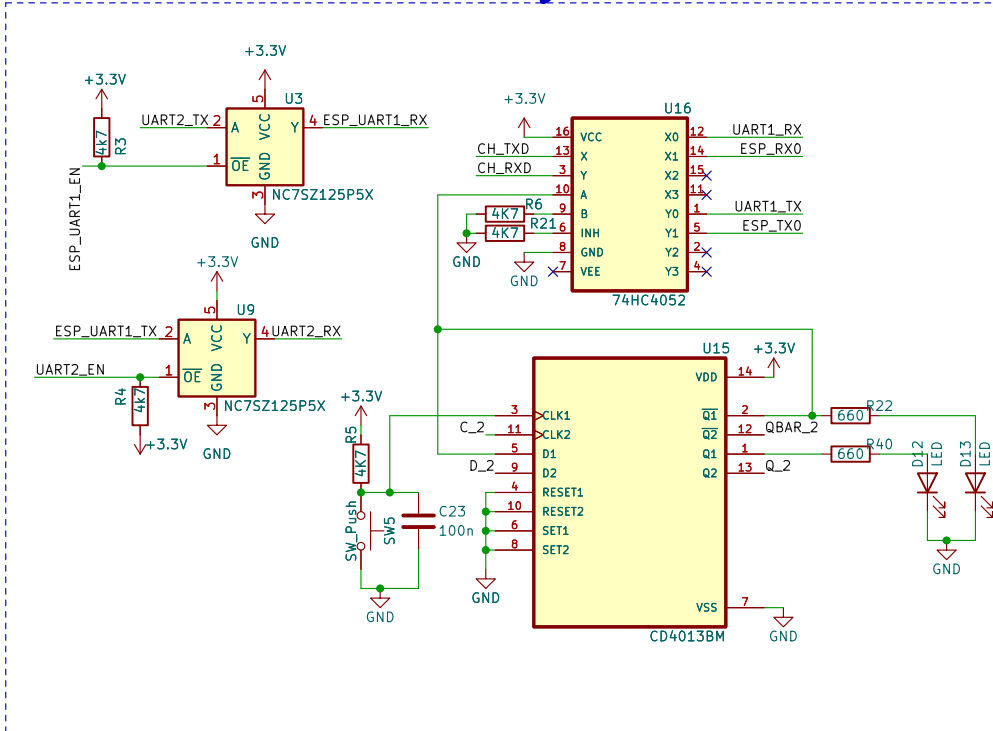 +3.3V
+3.3V
4k7
R3
ESP_UART1_EN
UART2_TX
U3
2
A
5
VCC
Y
4
ESP_UART1_RX
1
OE
GND
3
NC7SZ125P5X
GND
+3.3V
U9
ESP_UART1_TX
2
A
5
VCC
Y
4
UART2_RX
UART2_EN
1
OE
GND
3
NC7SZ125P5X
GND
R4
4k7
+3.3V
+3.3V
U16
16
VCC
X0
12
UART1_RX
CH_TXD
13
X
X1
14
ESP_RX0
CH_RXD
3
Y
X2
15
10
A
X3
11
R6
4K7
9
B
Y0
1
UART1_TX
R21
4K7
6
INH
Y1
5
ESP_TX0
GND
8
GND
Y2
2
GND
7
VEE
Y3
4
74HC4052
U15
+3.3V
VDD
14
3
CLK1
Q1
2
660
R22
C_2
11
CLK2
Q2
12
QBAR_2
5
D1
Q1
1
660
R40
D_2
9
D2
Q2
13
Q_2
4
RESET1
10
RESET2
6
SET1
8
SET2
GND
VSS
7
GND
CD4013BM
+3.3V
R5
4K7
SW_Push
SW5
C23
100n
GND
D12
LED
D13
LED
GND